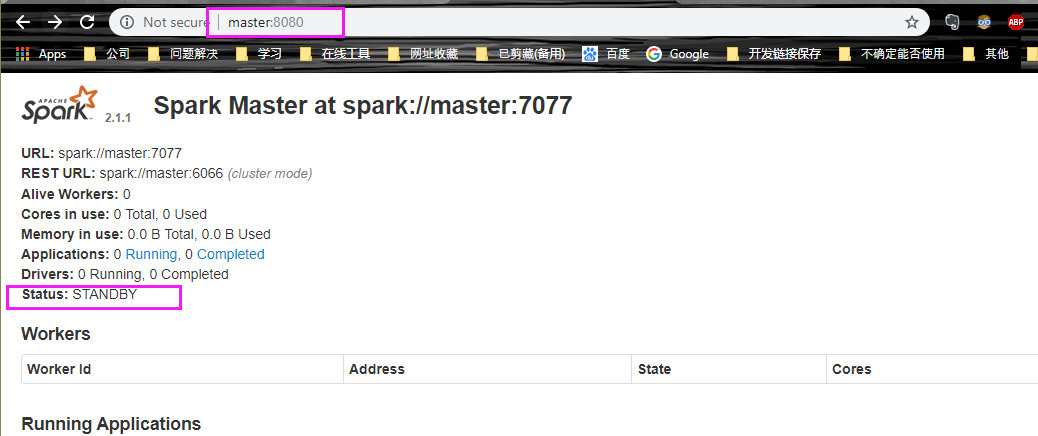 Not secure master:8080
ABP
Apps 公司 问题解决 学习 在线工具 网址收藏 已剪藏(备用) 百度 Google 开发链接保存 不确定能否使用 其他
APACHE Spark 2.1.1 Spark Master at spark://master:7077
URL: spark://master:7077
REST URL: spark://master:6066 (cluster mode)
Alive Workers: 0
Cores in use: 0 Total, 0 Used
Memory in use: 0.0 B Total, 0.0 B Used
Applications: 0 Running, 0 Completed
Drivers: 0 Running, 0 Completed
Status: STANDBY
Workers
Worker Id Address State Cores
Running Applications